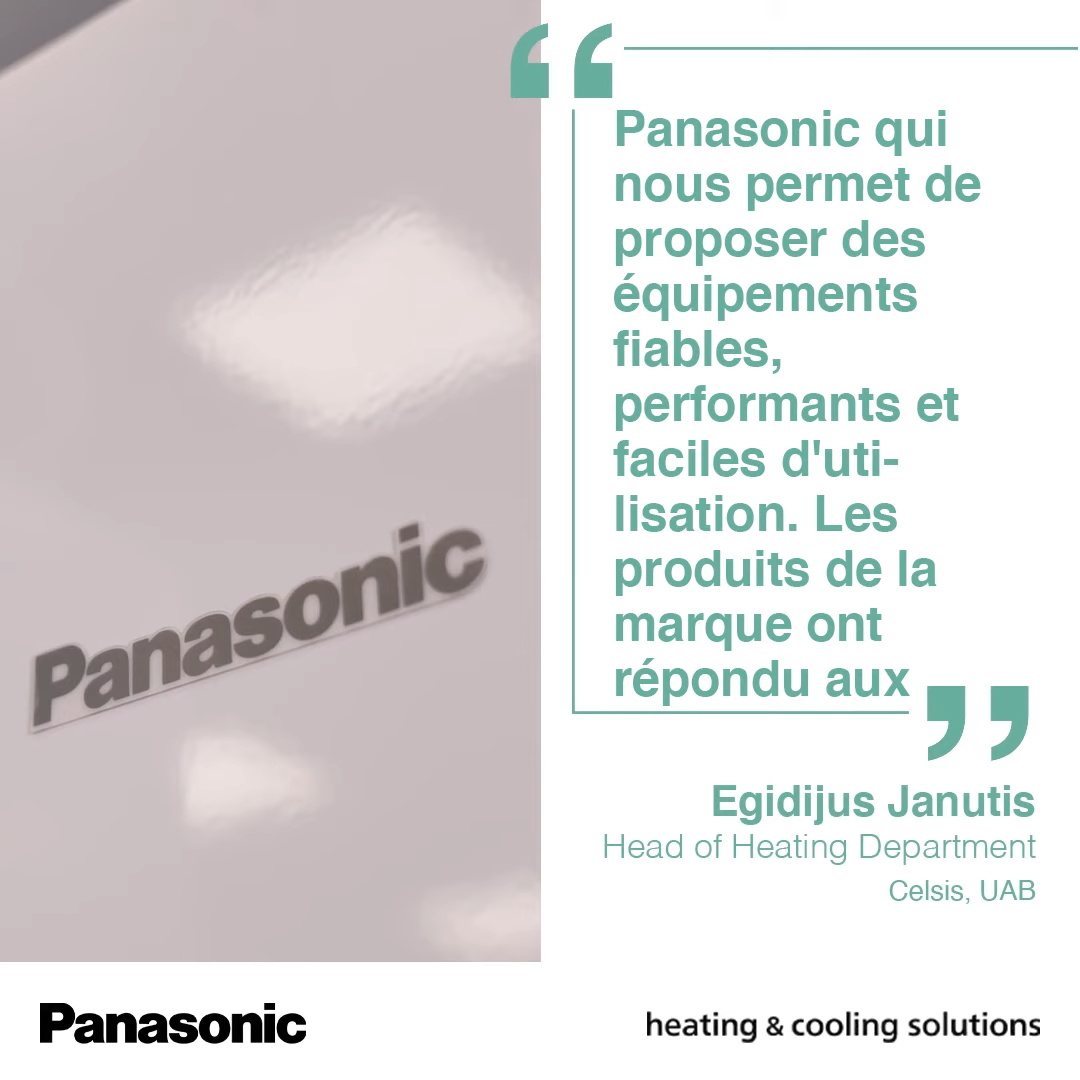 Panasonic qui
nous permet de
proposer des
équipements
fiables,
performants et
faciles d'uti-
lisation. Les
produits de la
marque ont
répondu aux
Panasonic
Egidijus Janutis
Head of Heating Department
Celsis, UAB
Panasonic
heating & cooling solutions